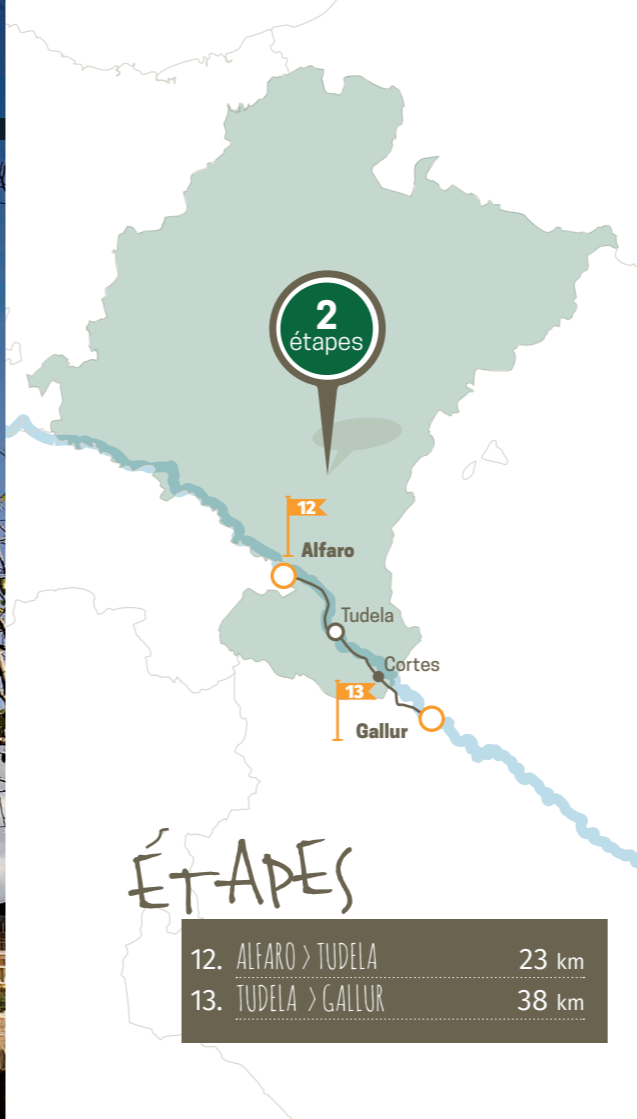 2
étapes
12
Alfaro
Tudela
Cortes
13
Gallur
ÉTAPES
12. ALFARO > TUDELA 23 km
13. TUDELA > GALLUR 38 km